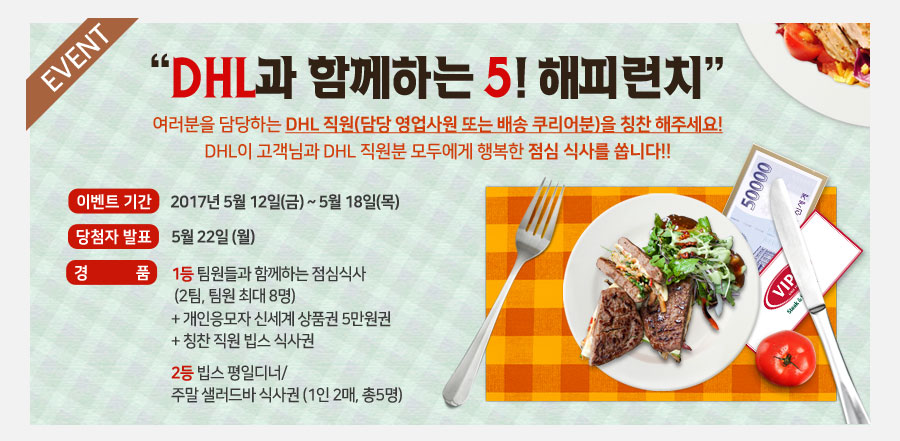 EVENT
“DHL과 함께하는 5! 해피런치”
여러분을 담당하는 DHL 직원(담당 영업사원 또는 배송 쿠리어분)을 칭찬 해주세요!
DHL이 고객님과 DHL 직원분 모두에게 행복한 점심 식사를 쏩니다!!
이벤트 기간 2017년 5월 12일(금) ~ 5월 18일(목)
당첨자 발표 5월 22일 (월)
경 품 1등 팀원들과 함께하는 점심식사
(2팀, 팀원 최대 8명)
+ 개인응모자 신세계 상품권 5만원권
+ 칭찬 직원 빕스 식사권
2등 빕스 평일디너/
주말 샐러드바 식사권 (1인 2매, 총5명)
50000
신세계
VIP
Steak &